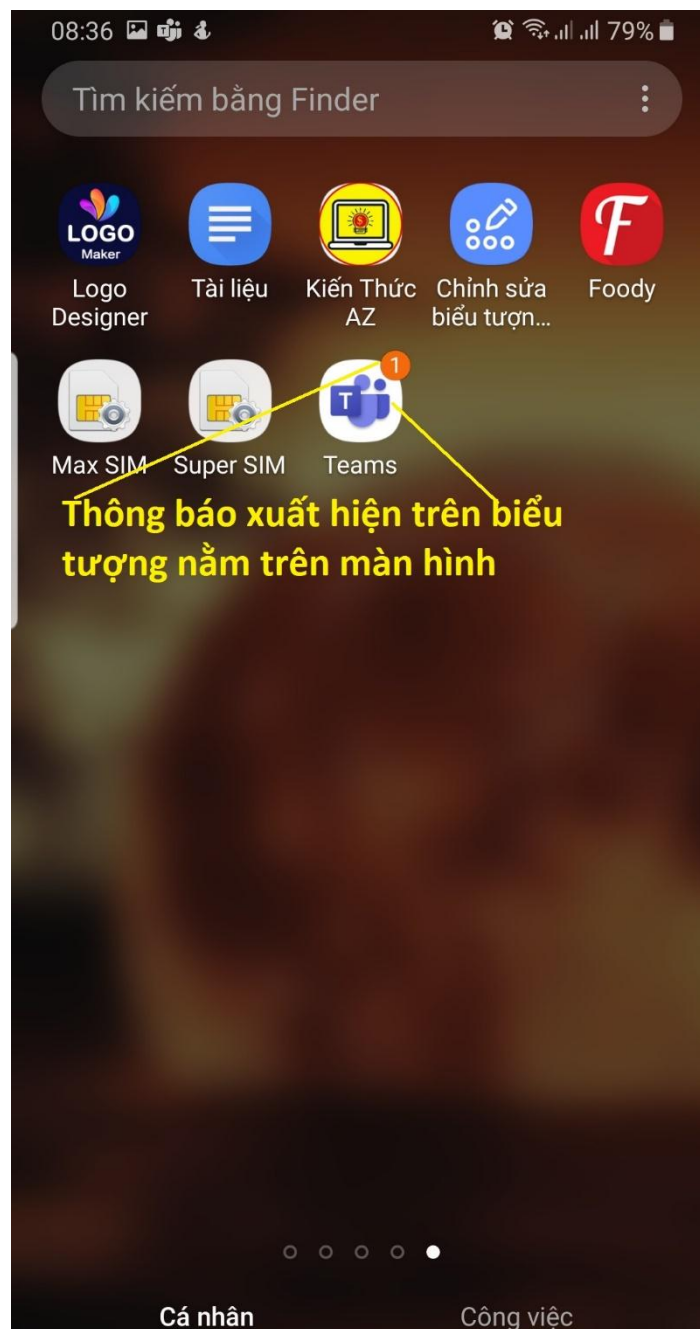 08:36
79%
Tìm kiếm bằng Finder
LOGO
Maker
Logo
Designer
Tài liệu
Kiến Thức
AZ
Chỉnh sửa
biểu tượn...
F
Foody
Max SIM
Super SIM
T
1
Teams
Thông báo xuất hiện trên biểu
tượng nằm trên màn hình
Cá nhân
Công việc